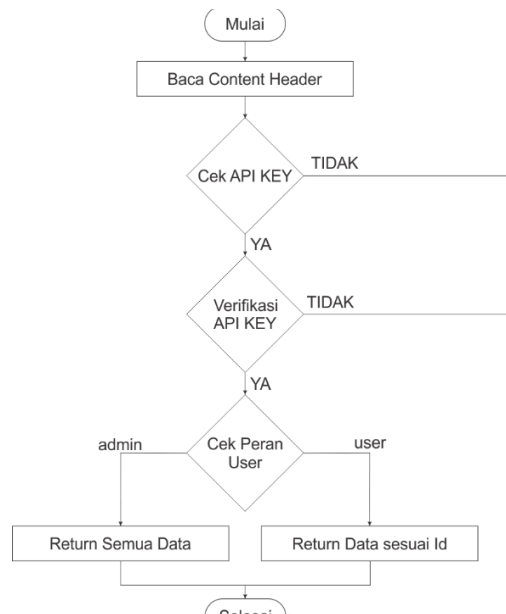 Mulai
Baca Content Header
Cek API KEY
TIDAK
YA
Verifikasi
API KEY
TIDAK
YA
Cek Peran
User
admin
user
Return Semua Data
Return Data sesuai Id
Selesai